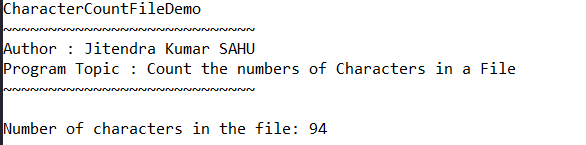 CharacterCountFileDemo
~~~~~~~~~~~~~~~~~~~~~~~~~~~~
Author : Jitendra Kumar SAHU
Program Topic : Count the numbers of Characters in a File
~~~~~~~~~~~~~~~~~~~~~~~~~~~~
Number of characters in the file: 94